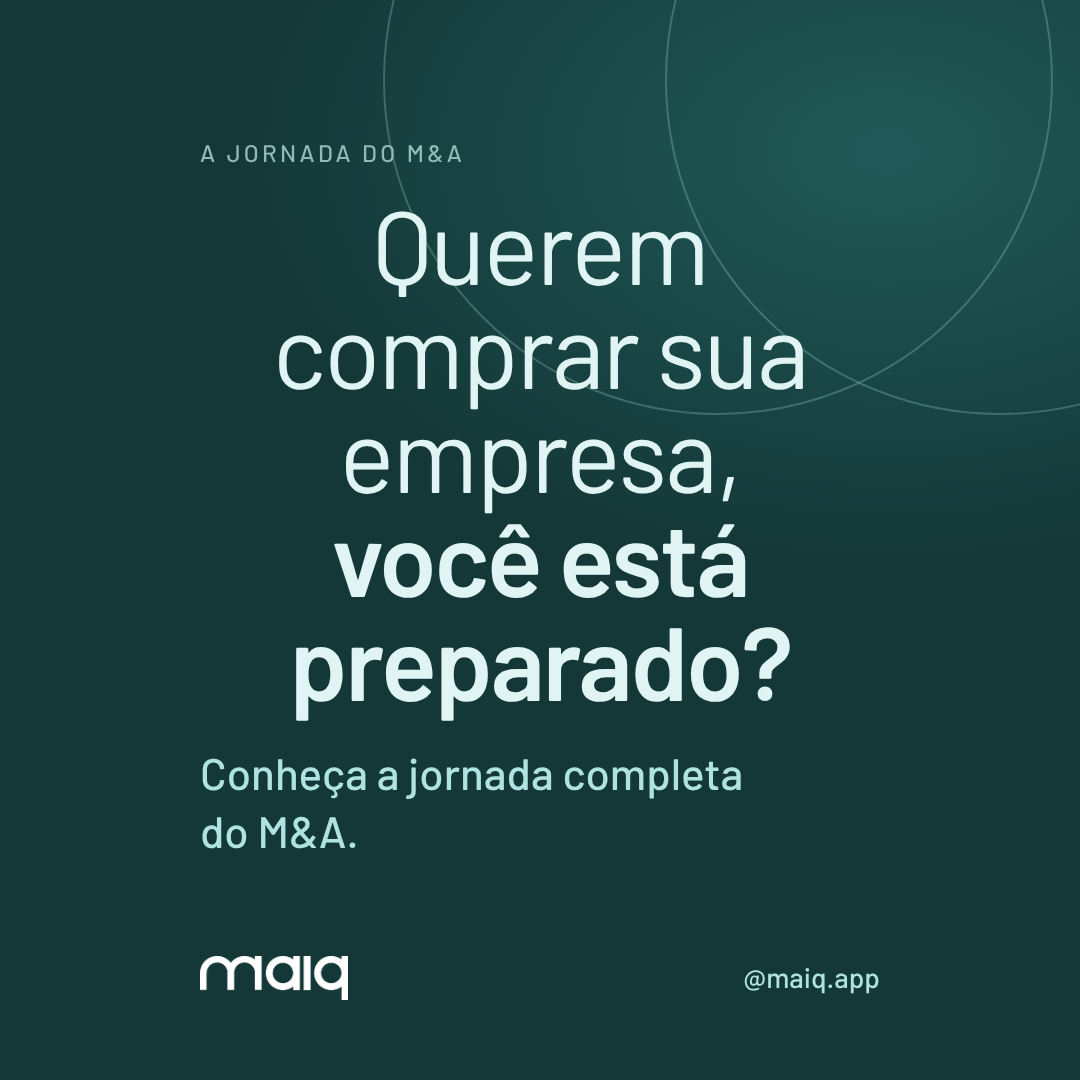 A JORNADA DO M&A
Querem
comprar sua
empresa,
você está
preparado?
Conheça a jornada completa
do M&A.
maiq
@maiq.app